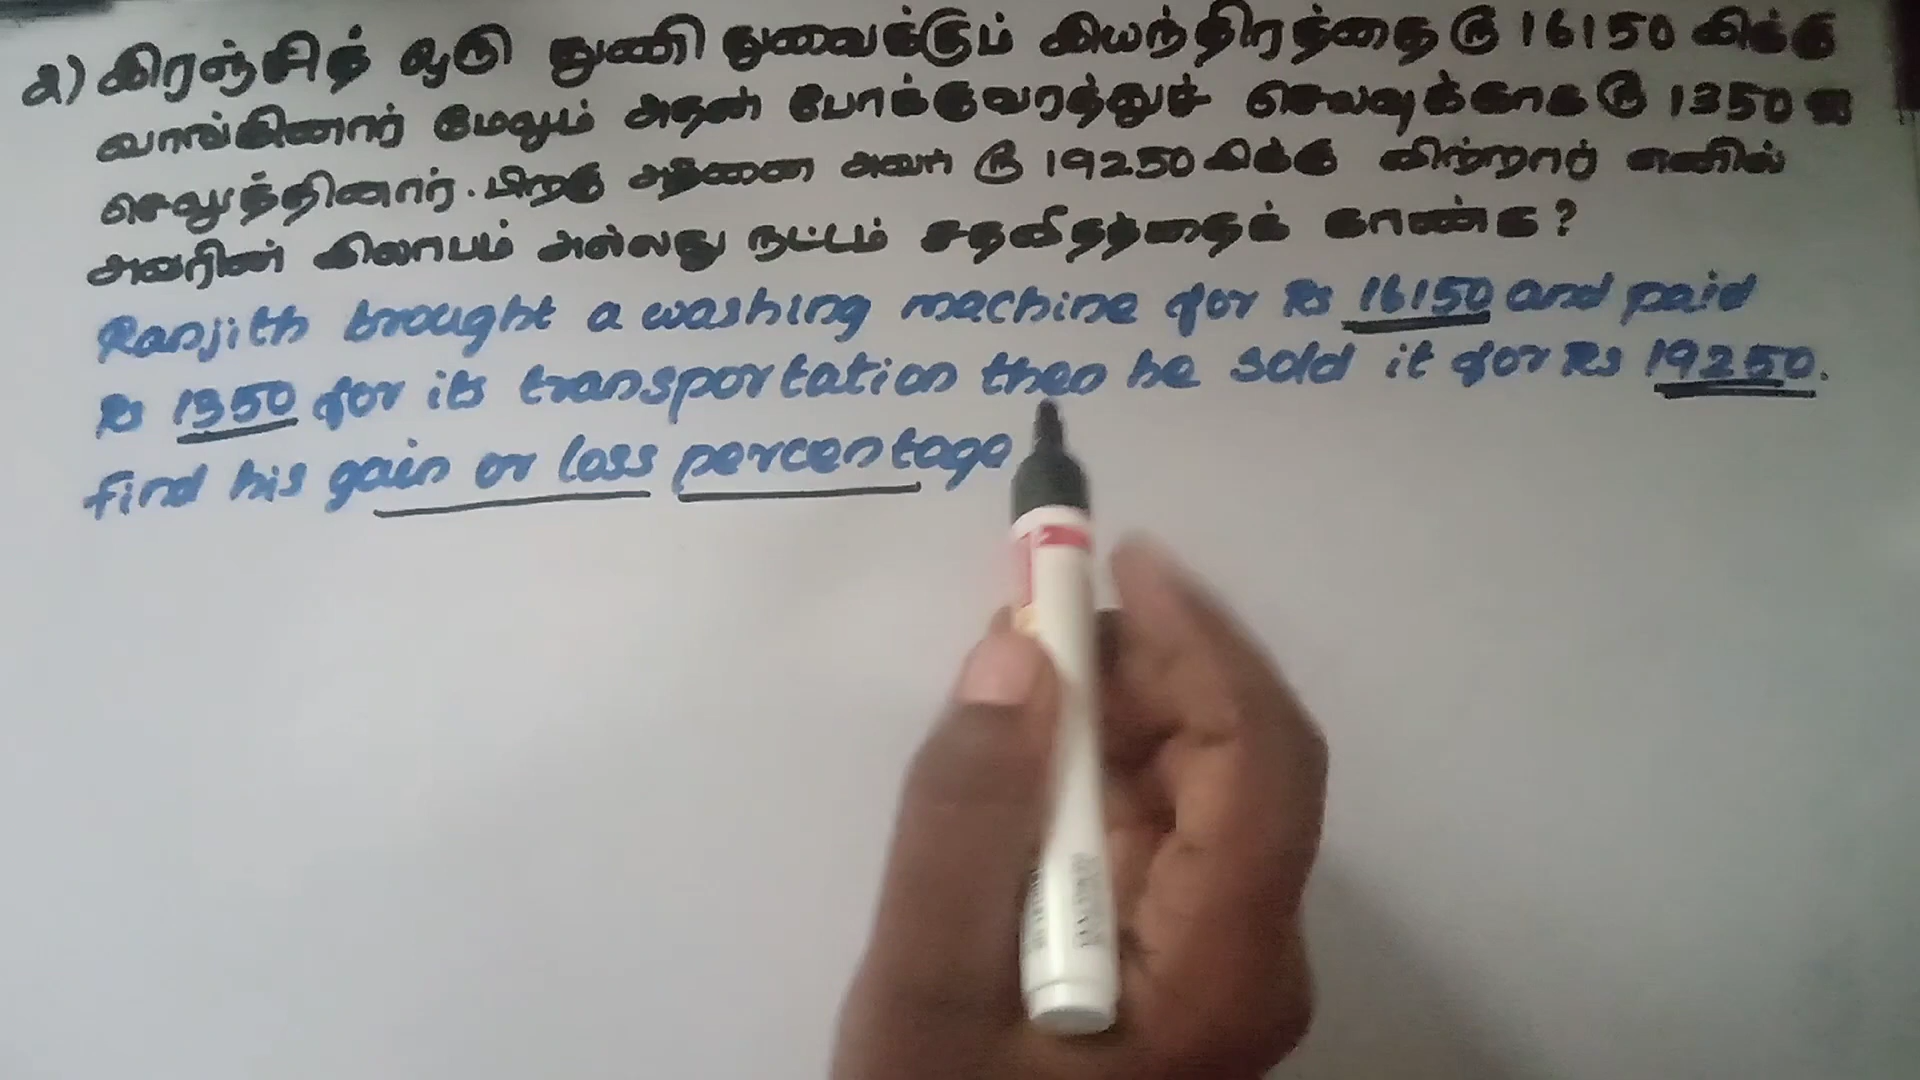 2) இரஞ்சித் ஒரு துணி துவைக்கும் இயந்திரத்தை ரூ 16150 கிக்கு
வாங்கினார் மேலும் அதன் போக்குவரத்துச் செலவுக்காக ரூ 1350 ஐ
செலுத்தினார். பிறகு அதனை அவர் ரூ 19250 கிக்கு விற்றார் எனில்
அவரின் இலாபம் அல்லது நட்டம் சதவீதத்தைக் காண்க?
Ranjith brought a washing machine for Rs 16150 and paid
Rs 1350 for its transportation then he sold it for Rs 19250.
Find his gain or loss percentage